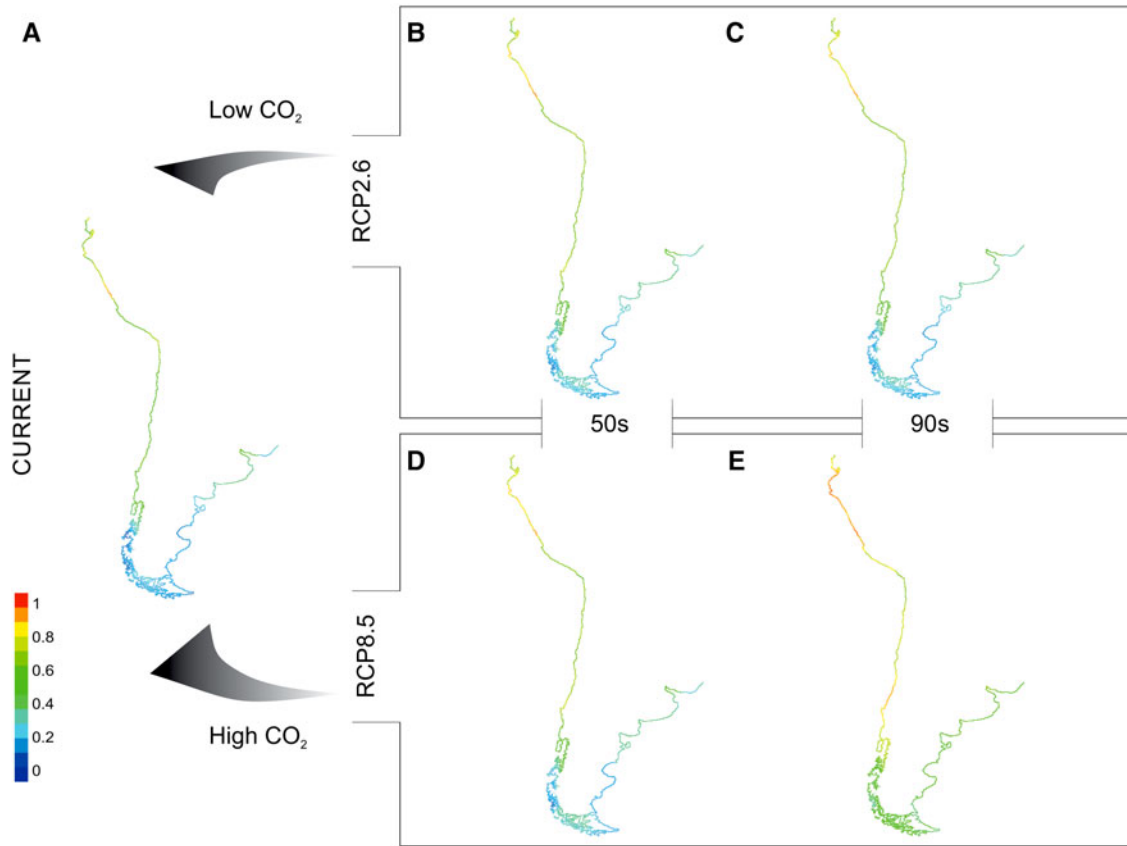 A
B
C
Low CO₂
RCP2.6
CURRENT
50s
90s
D
E
1
0.8
0.6
0.4
0.2
0
RCP8.5
High CO₂